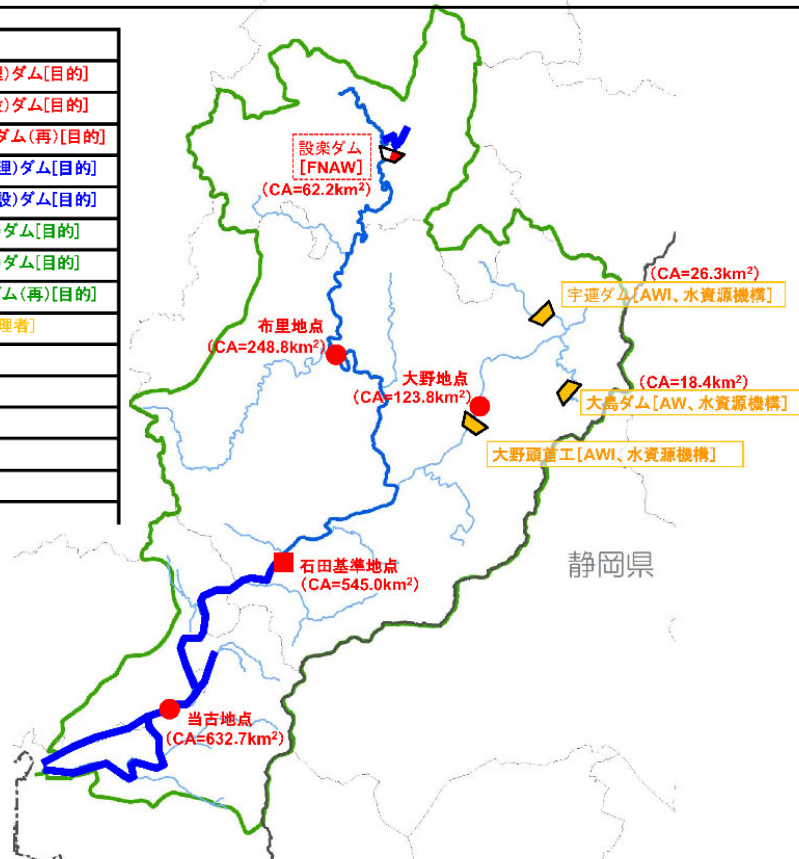 理)ダム[目的]
設)ダム[目的]
ダム(再)[目的]
理)ダム[目的]
設)ダム[目的]
ダム[目的]
ダム[目的]
ム(再)[目的]
理者]
設楽ダム
[FNAW]
(CA=62.2km²)
(CA=26.3km²)
宇連ダム[AWI、水資源機構]
布里地点
(CA=248.8km²)
大野地点
(CA=123.8km²)
(CA=18.4km²)
大島ダム[AW、水資源機構]
大野頭首工[AWI、水資源機構]
石田基準地点
(CA=545.0km²)
静岡県
当古地点
(CA=632.7km²)